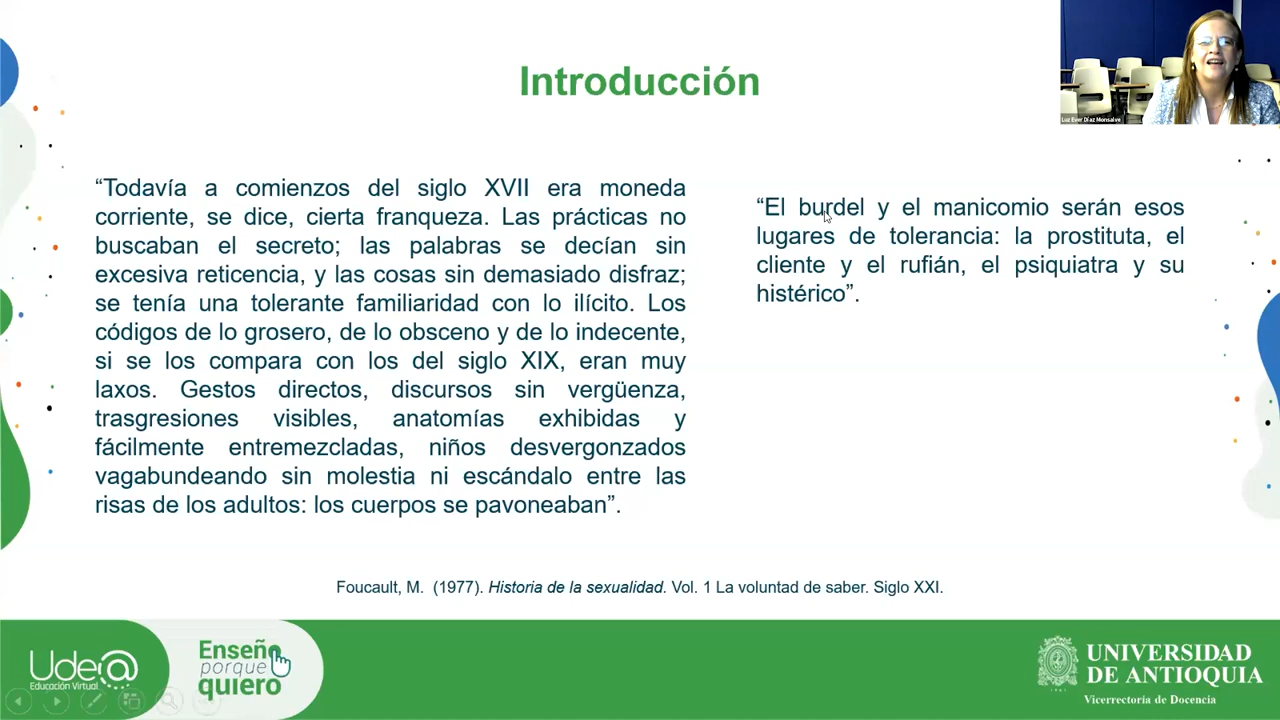 Introducción
Luz Ever Díaz Monsalve
“Todavía a comienzos del siglo XVII era moneda
corriente, se dice, cierta franqueza. Las prácticas no
buscaban el secreto; las palabras se decían sin
excesiva reticencia, y las cosas sin demasiado disfraz;
se tenía una tolerante familiaridad con lo ilícito. Los
códigos de lo grosero, de lo obsceno y de lo indecente,
si se los compara con los del siglo XIX, eran muy
laxos. Gestos directos, discursos sin vergüenza,
trasgresiones visibles, anatomías exhibidas y
fácilmente entremezcladas, niños desvergonzados
vagabundeando sin molestia ni escándalo entre las
risas de los adultos: los cuerpos se pavoneaban”.
“El burdel y el manicomio serán esos
lugares de tolerancia: la prostituta, el
cliente y el rufián, el psiquiatra y su
histérico”.
Foucault, M. (1977). Historia de la sexualidad. Vol. 1 La voluntad de saber. Siglo XXI.
Ude@
Educación Virtual
Enseño
porque
quiero
UNIVERSIDAD
DE ANTIOQUIA
Vicerrectoría de Docencia